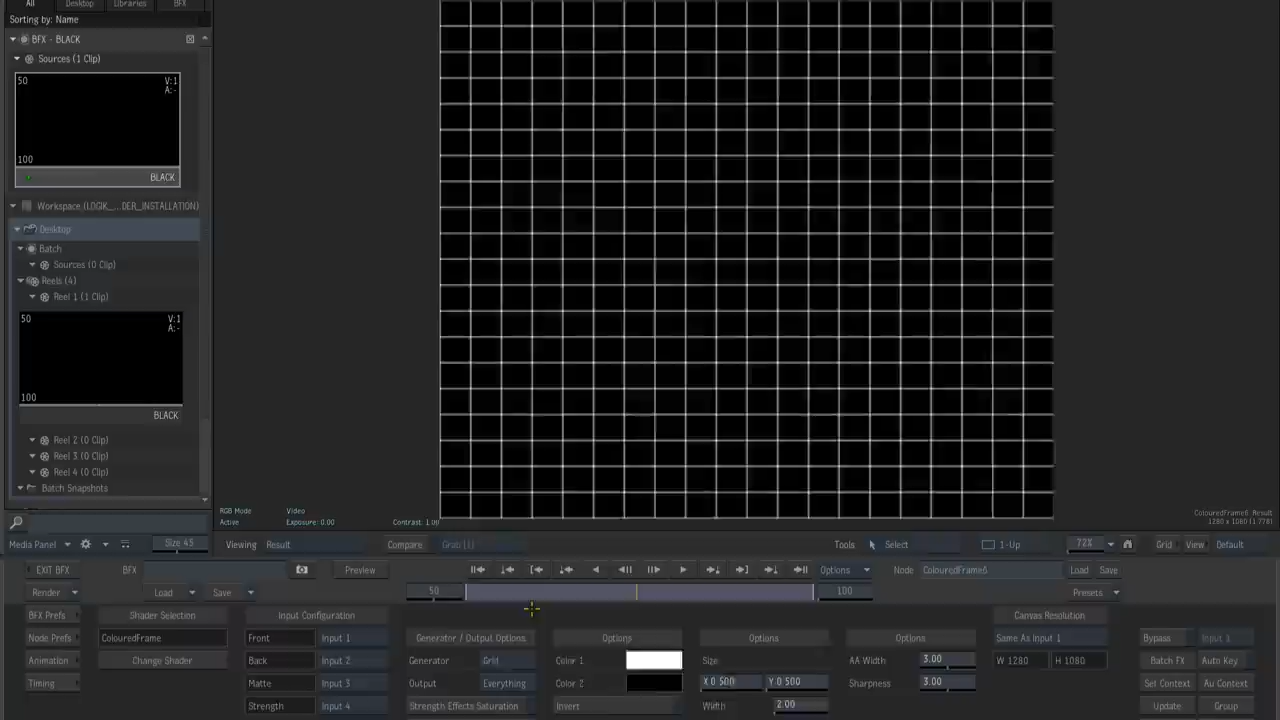 All Desktop Libraries BFX
Sorting by: Name
BFX - BLACK
Sources (1 Clip)
50 V:1
A:-
100
BLACK
Workspace (LOGIK_...DER_INSTALLATION)
Desktop
Batch
Sources (0 Clip)
Reels (4)
Reel 1 (1 Clip)
50 V:1
A:-
100
BLACK
Reel 2 (0 Clip)
Reel 3 (0 Clip)
Reel 4 (0 Clip)
Batch Snapshots
RGB Mode Video
Active Exposure: 0.00 Contrast: 1.00
ColouredFrame6: Result
1280 x 1080 (1.778)
Media Panel Size 45 Viewing Result Compare Grab [1] Tools Select 1-Up 72% Grid View Default
EXIT BFX BFX Preview Options Node ColouredFrame6 Load Save
Render Load Save 50 100 Presets
BFX Prefs Shader Selection Input Configuration Canvas Resolution
Node Prefs ColouredFrame Front Input 1 Generator / Output Options Options Options Options Same As Input 1 Bypass Input 1
Animation Change Shader Back Input 2 Generator Grid Color 1 Size AA Width 3.00 W 1280 H 1080 Batch FX Auto Key
Timing Matte Input 3 Output Everything Color 2 X 0 500 Y 0 500 Sharpness 3.00 Set Context Au Context
Strength Input 4 Strength Effects Saturation Invert Width 2.00 Update Group